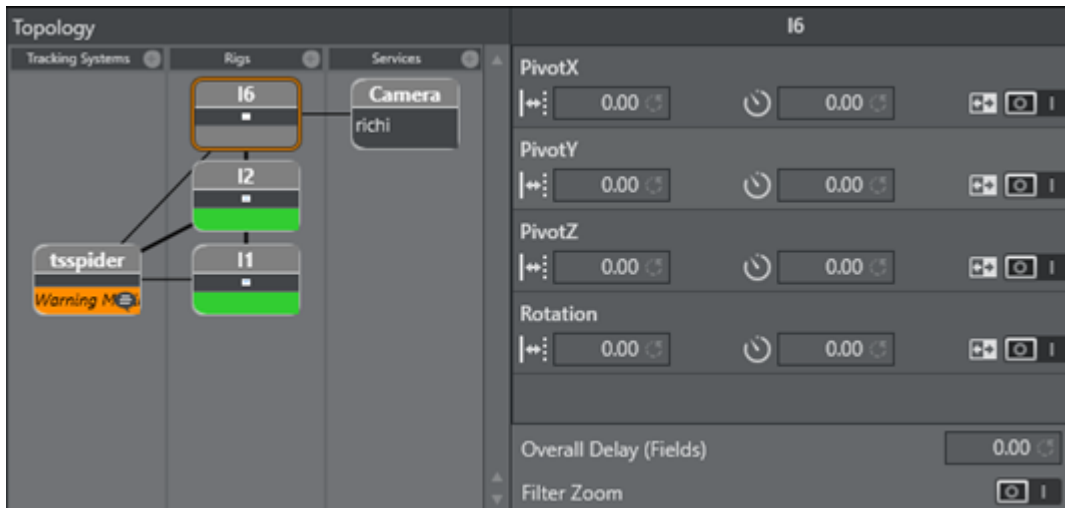 Topology
Tracking Systems
Rigs
Services
I6
Camera
richi
I2
tsspider
I1
Warning
I6
PivotX
0.00
0.00
PivotY
0.00
0.00
PivotZ
0.00
0.00
Rotation
0.00
0.00
Overall Delay (Fields)
0.00
Filter Zoom